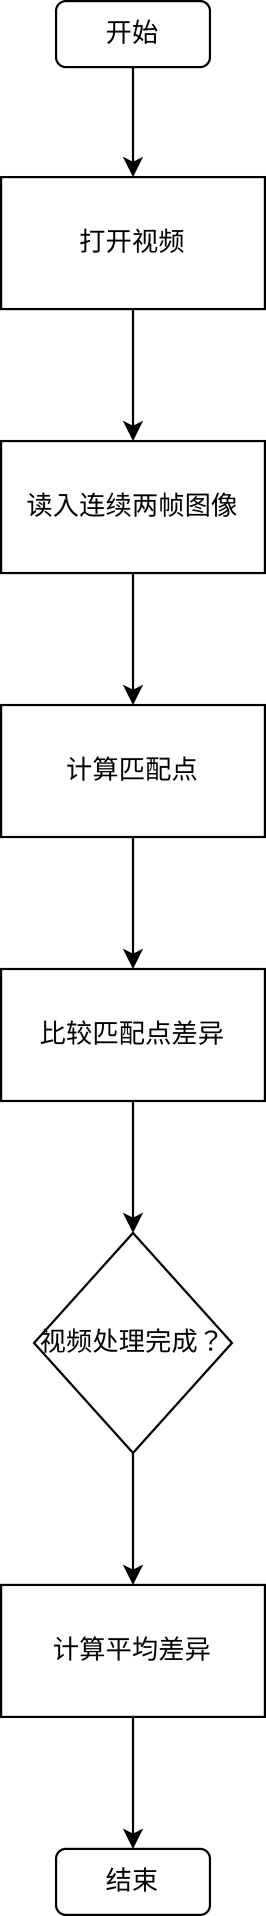 开始
打开视频
读入连续两帧图像
计算匹配点
比较匹配点差异
视频处理完成？
计算平均差异
结束